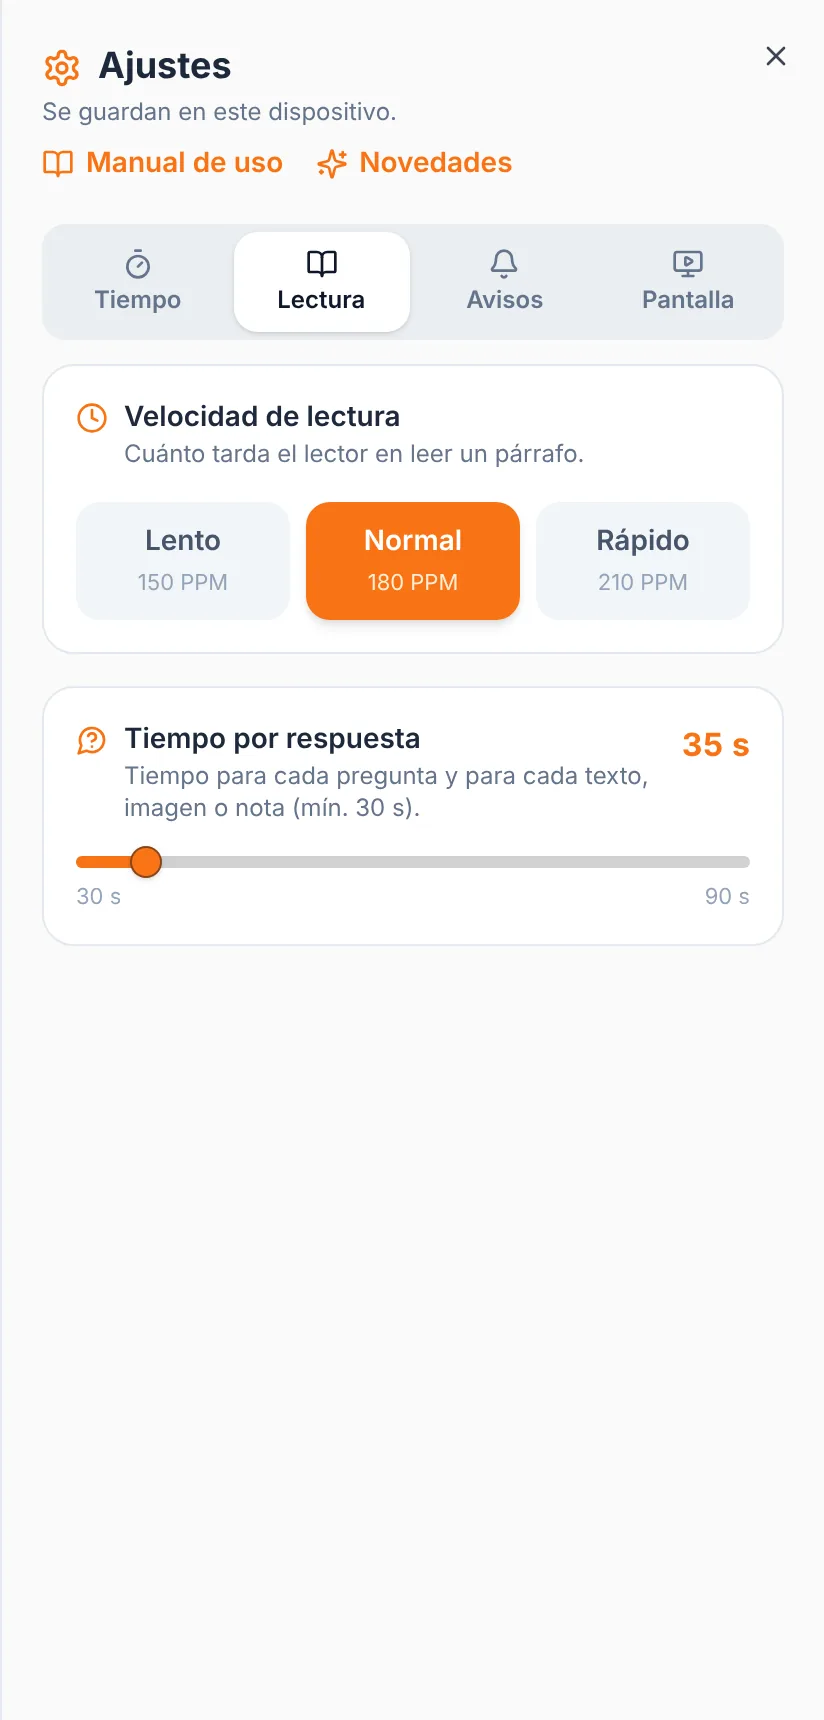 Ajustes
Se guardan en este dispositivo.
Manual de uso Novedades
Tiempo Lectura Avisos Pantalla
Velocidad de lectura
Cuánto tarda el lector en leer un párrafo.
Lento Normal Rápido
150 PPM 180 PPM 210 PPM
Tiempo por respuesta 35 s
Tiempo para cada pregunta y para cada texto,
imagen o nota (mín. 30 s).
30 s 90 s